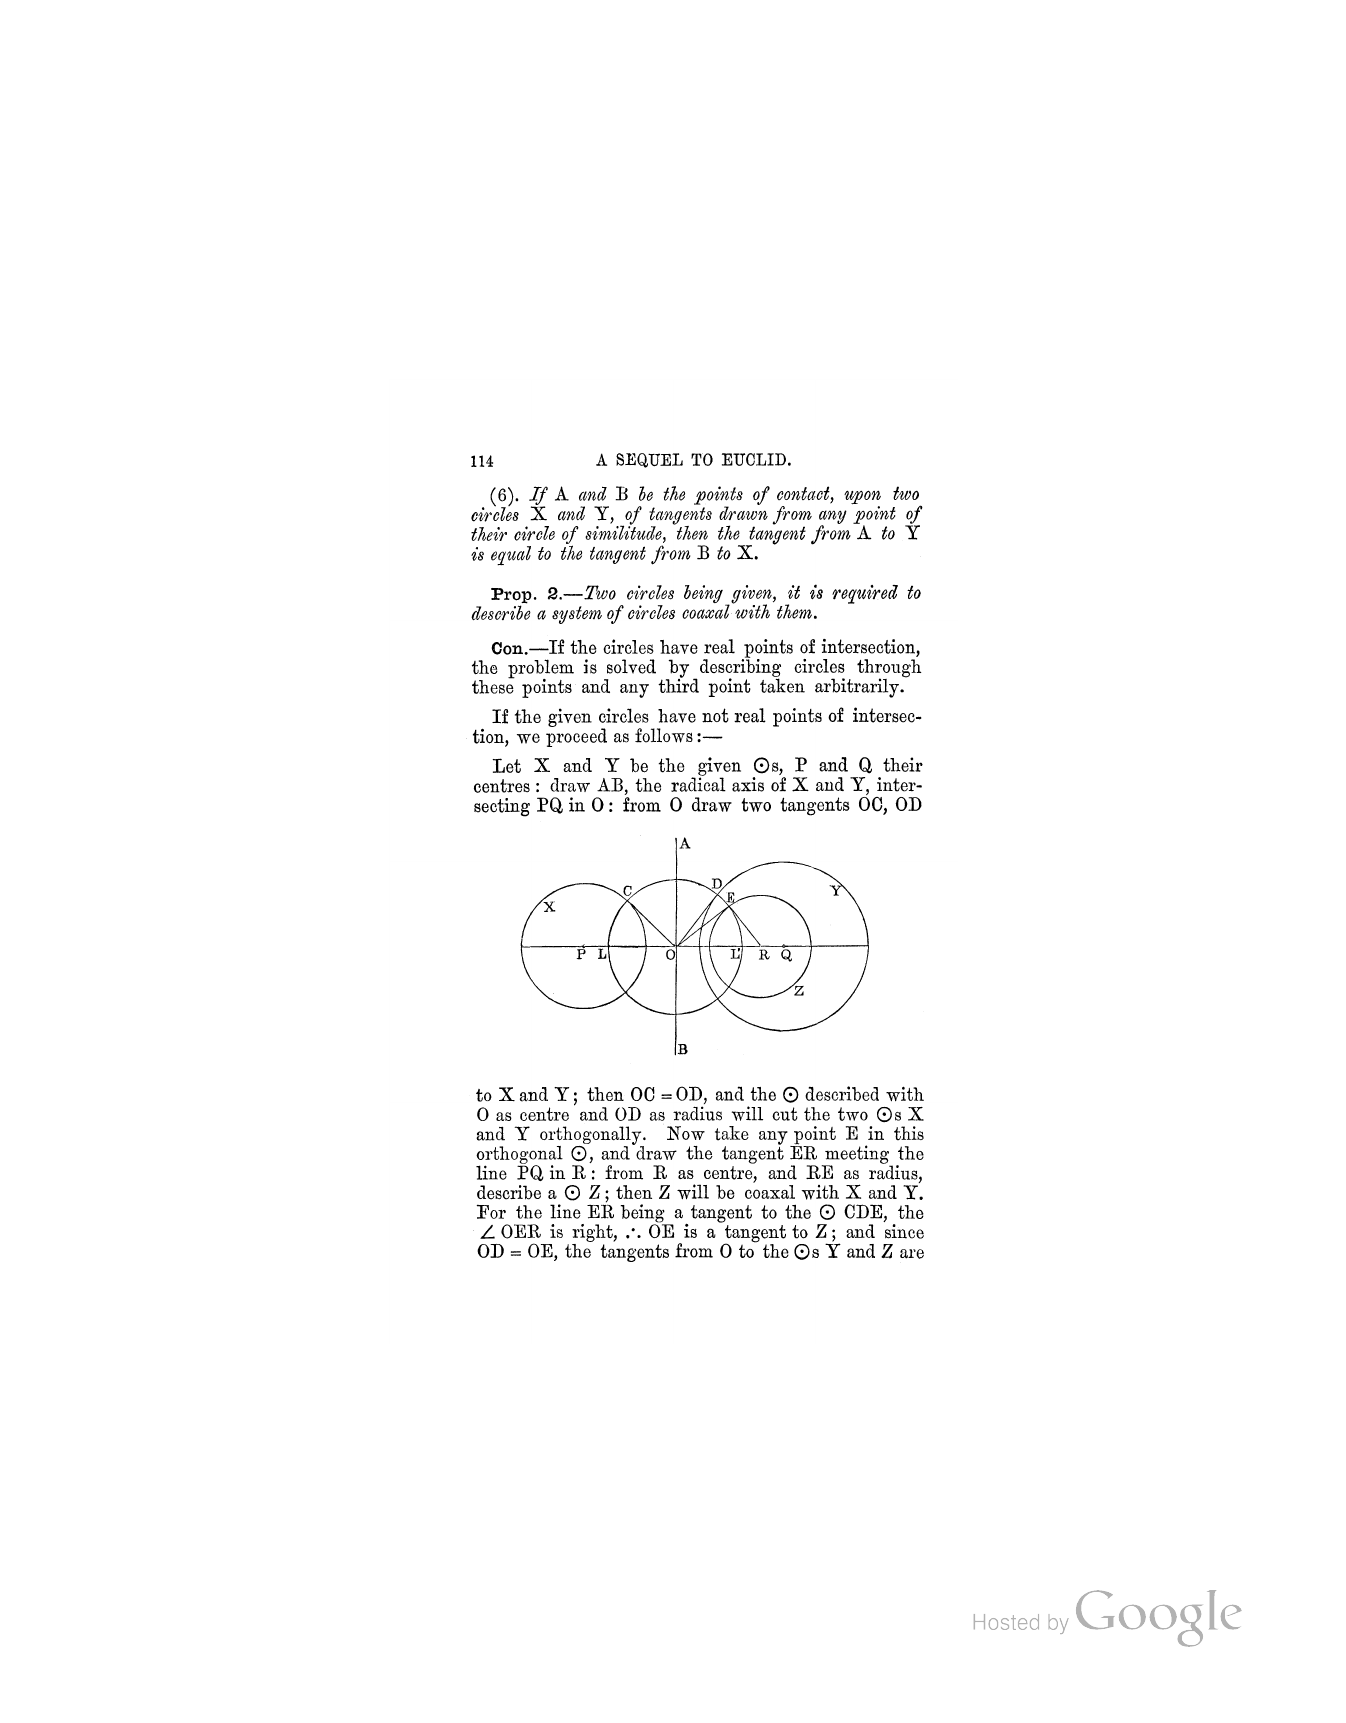 114 A SEQUEL TO EUCLID.
(6). If A and B be the points of contact, upon two
circles X and Y, of tangents drawn from any point of
their circle of similitude, then the tangent from A to Y
is equal to the tangent from B to X.
Prop. 2.—Two circles being given, it is required to
describe a system of circles coaxal with them.
Con.—If the circles have real points of intersection,
the problem is solved by describing circles through
these points and any third point taken arbitrarily.
If the given circles have not real points of intersec-
tion, we proceed as follows:—
Let X and Y be the given ⊙s, P and Q their
centres : draw AB, the radical axis of X and Y, inter-
secting PQ in O : from O draw two tangents OC, OD
A
C
D
E
Y
X
P L O L' R Q
Z
B
to X and Y; then OC = OD, and the ⊙ described with
O as centre and OD as radius will cut the two ⊙s X
and Y orthogonally. Now take any point E in this
orthogonal ⊙, and draw the tangent ER meeting the
line PQ in R : from R as centre, and RE as radius,
describe a ⊙ Z; then Z will be coaxal with X and Y.
For the line ER being a tangent to the ⊙ CDE, the
∠ OER is right, ∴ OE is a tangent to Z; and since
OD = OE, the tangents from O to the ⊙s Y and Z are
Hosted by Google